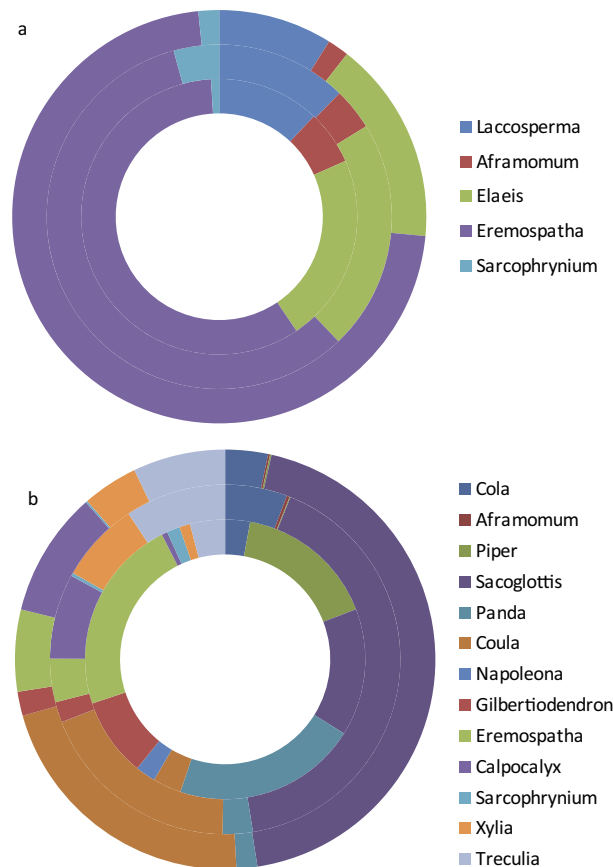 a
Laccosperma
Aframomum
Elaeis
Eremospatha
Sarcophrynium
b
Cola
Aframomum
Piper
Sacoglottis
Panda
Coula
Napoleona
Gilbertiodendron
Eremospatha
Calpocalyx
Sarcophrynium
Xylia
Treculia